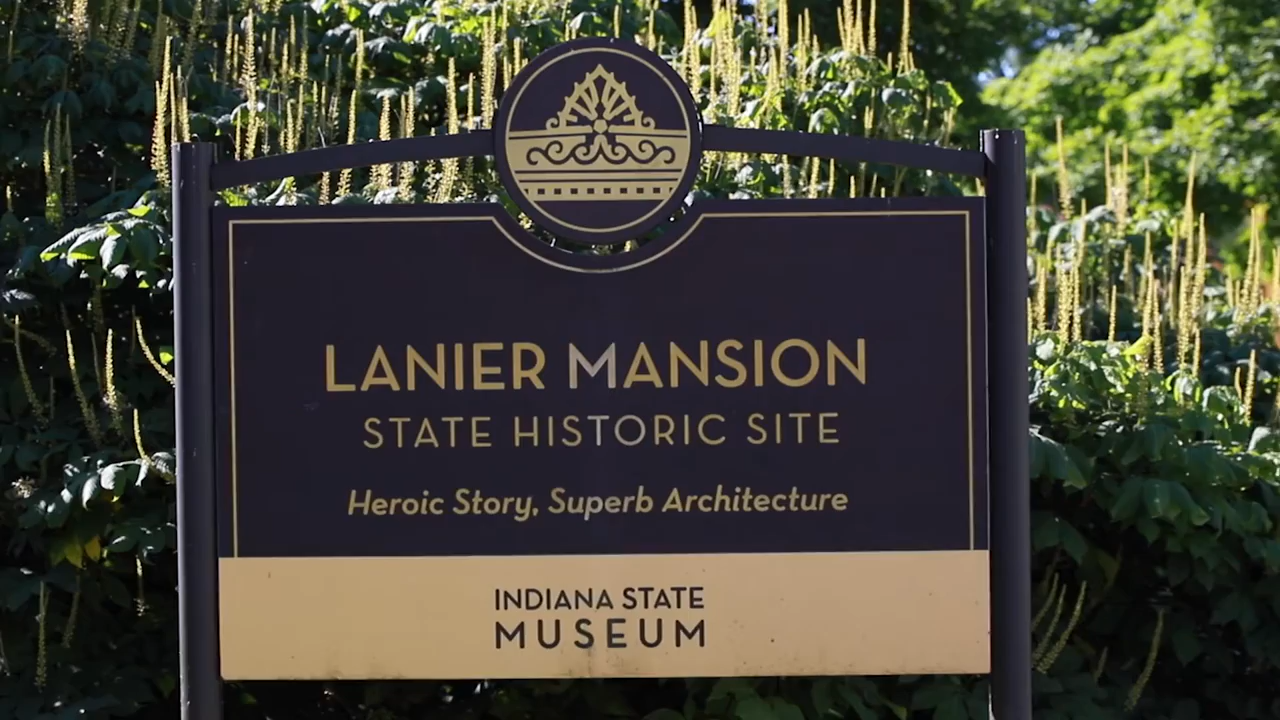 LANIER MANSION
STATE HISTORIC SITE
Heroic Story, Superb Architecture
INDIANA STATE
MUSEUM